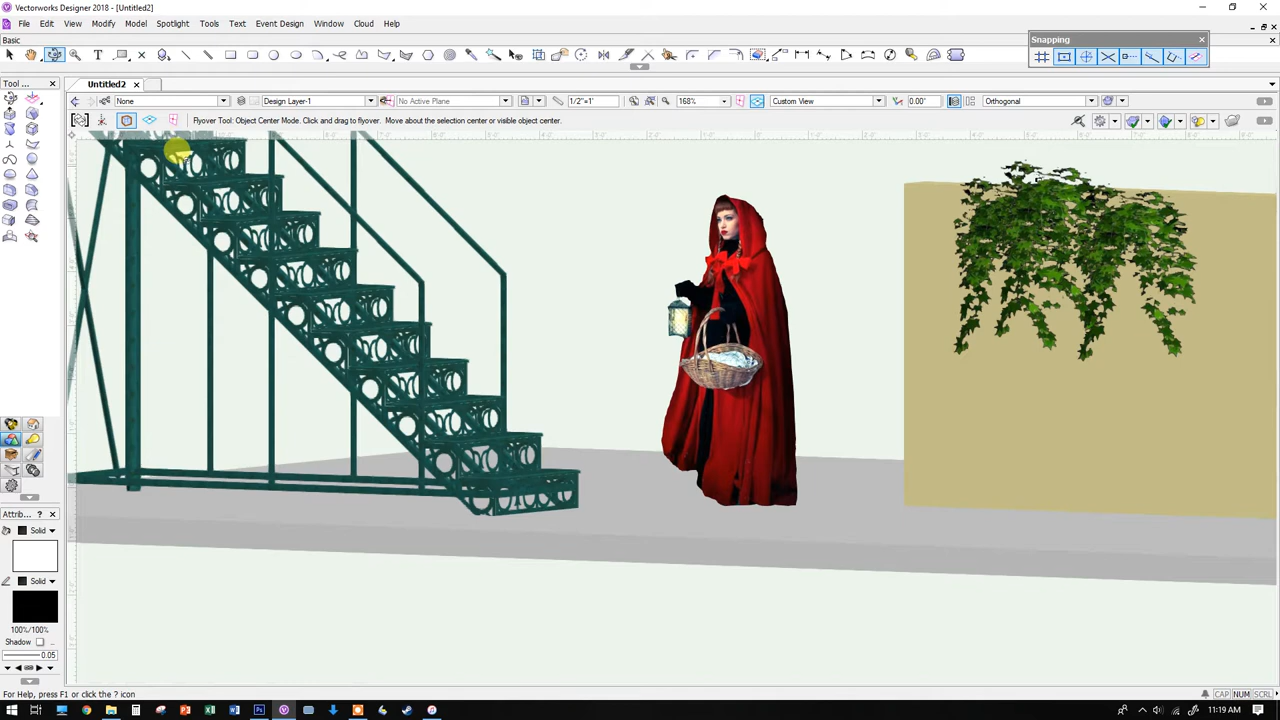 Vectorworks Designer 2018 - [Untitled2]
File Edit View Modify Model Spotlight Tools Text Event Design Window Cloud Help
Basic
Snapping
Tool ...
Untitled2
None
Design Layer-1
No Active Plane
1/2"=1'
168%
Custom View
0.00°
Orthogonal
Flyover Tool: Object Center Mode. Click and drag to flyover. Move about the selection center or visible object center.
Attrib...
Solid
Solid
100%/100%
Shadow
0.05
For Help, press F1 or click the ? icon
CAP NUM SCRL
11:19 AM